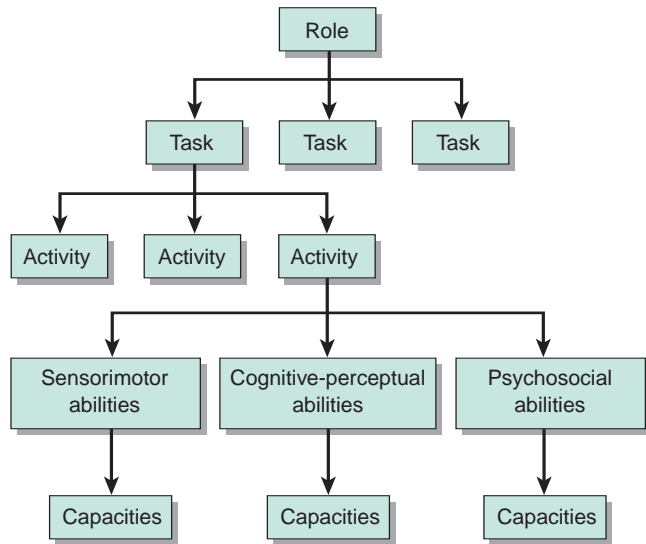 Role
Task
Task
Task
Activity
Activity
Activity
Sensorimotor
abilities
Cognitive-perceptual
abilities
Psychosocial
abilities
Capacities
Capacities
Capacities